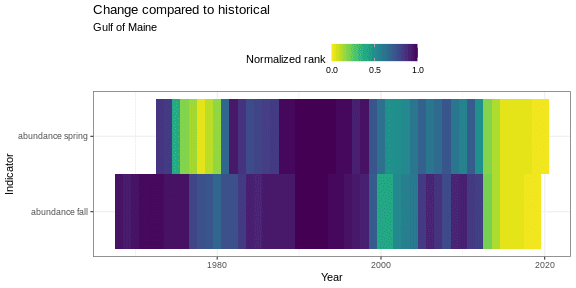 Change compared to historical
Gulf of Maine
Normalized rank
0.0 0.5 1.0
Indicator
abundance spring
abundance fall
1980 2000 2020
Year